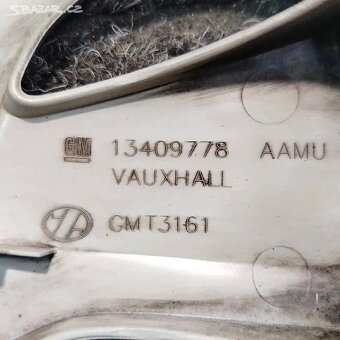 SBAZAR.CZ
GM 13409778 AAMU
VAUXHALL
GMT3161